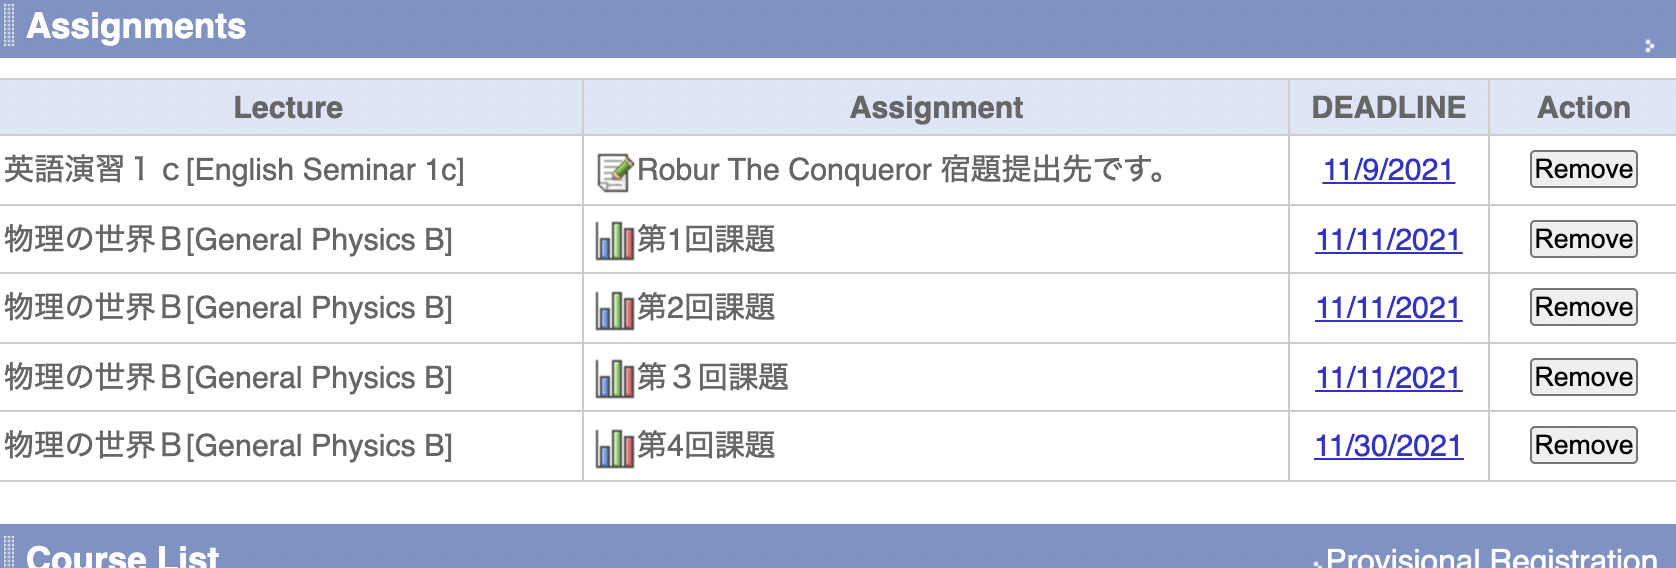 Assignments
Lecture Assignment DEADLINE Action
英語演習１ｃ[English Seminar 1c] Robur The Conqueror 宿題提出先です。 11/9/2021 Remove
物理の世界Ｂ[General Physics B] 第1回課題 11/11/2021 Remove
物理の世界Ｂ[General Physics B] 第2回課題 11/11/2021 Remove
物理の世界Ｂ[General Physics B] 第３回課題 11/11/2021 Remove
物理の世界Ｂ[General Physics B] 第4回課題 11/30/2021 Remove
Course List Provisional Registration